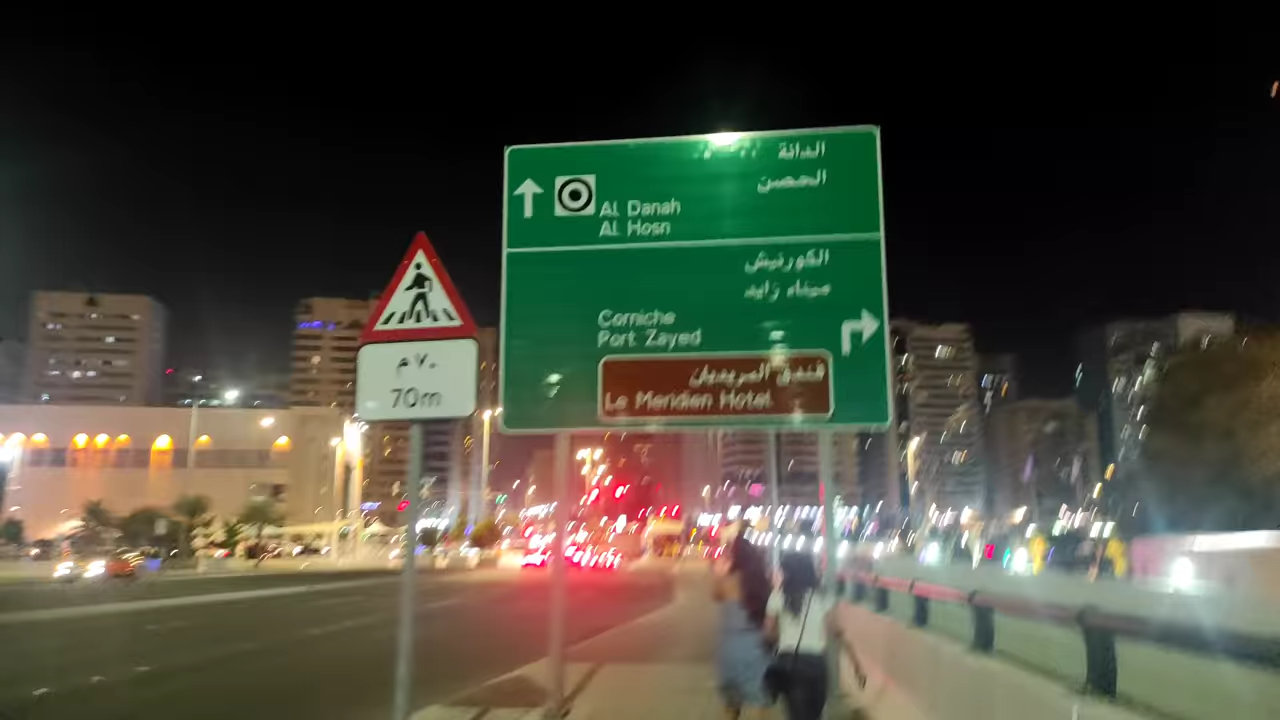 الدانة
الحصن
Al Danah
Al Hosn
الكورنيش
ميناء زايد
Corniche
Port Zayed
فندق الميريديان
Le Meridien Hotel
٧٠ م
70m